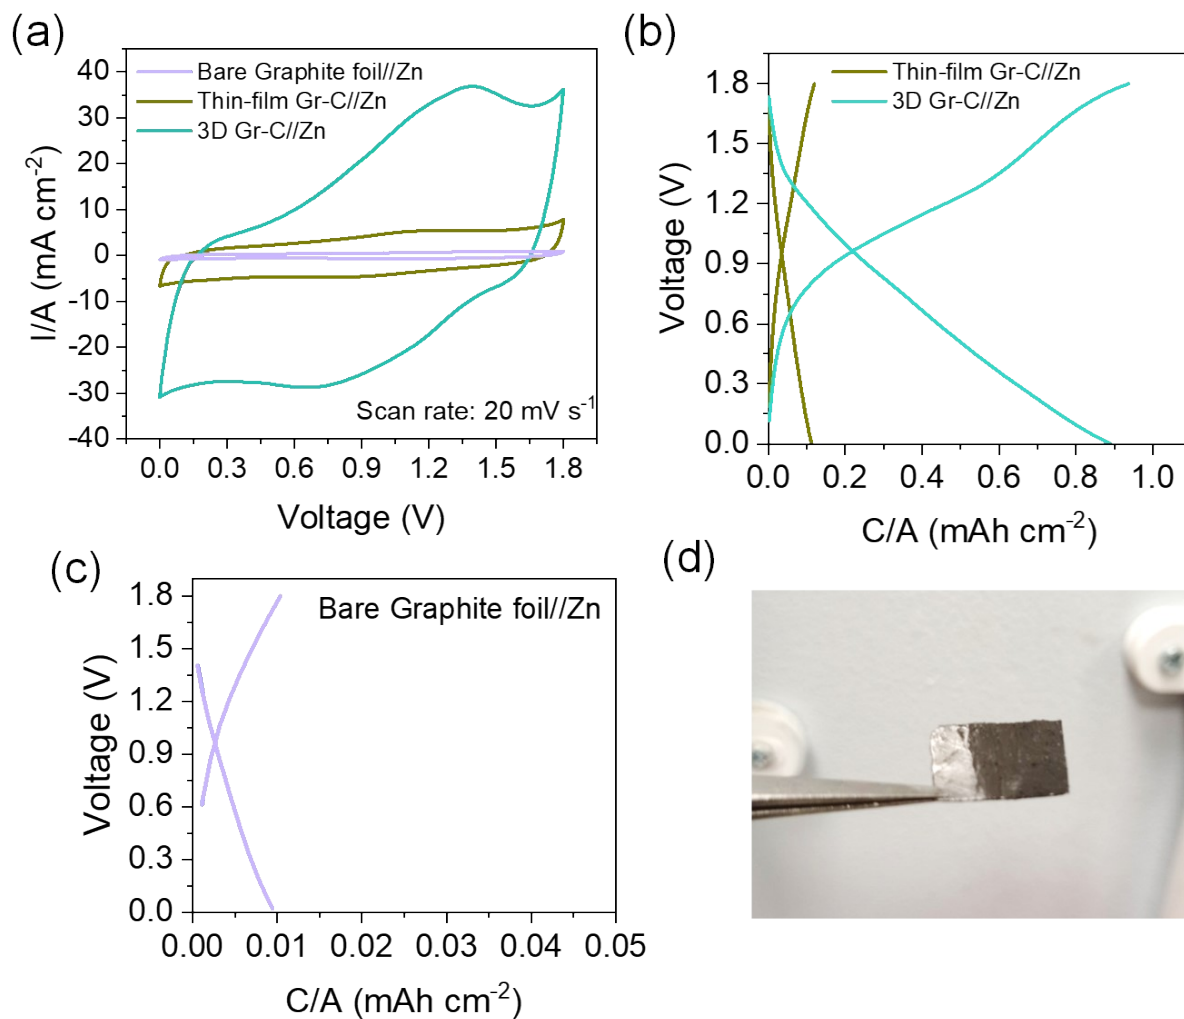 (a)
Bare Graphite foil//Zn
Thin-film Gr-C//Zn
3D Gr-C//Zn
Scan rate: 20 mV s⁻¹
I/A (mA cm⁻²)
40
30
20
10
0
-10
-20
-30
-40
0.0 0.3 0.6 0.9 1.2 1.5 1.8
Voltage (V)
(b)
Thin-film Gr-C//Zn
3D Gr-C//Zn
Voltage (V)
1.8
1.5
1.2
0.9
0.6
0.3
0.0
0.0 0.2 0.4 0.6 0.8 1.0
C/A (mAh cm⁻²)
(c)
Bare Graphite foil//Zn
Voltage (V)
1.8
1.5
1.2
0.9
0.6
0.3
0.0
0.00 0.01 0.02 0.03 0.04 0.05
C/A (mAh cm⁻²)
(d)